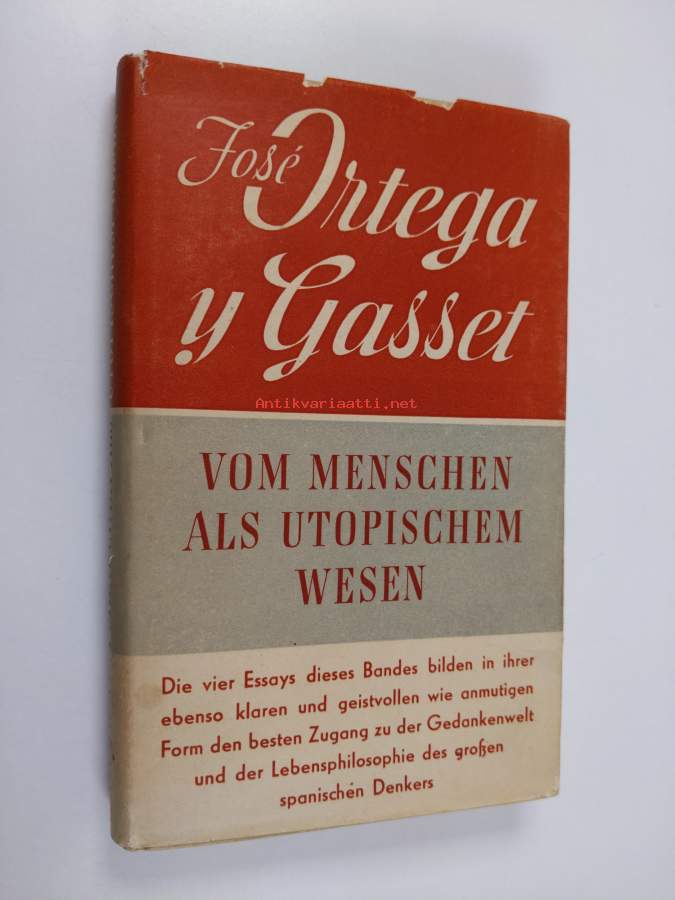 José Ortega
y Gasset
Antikvariaatti.net
VOM MENSCHEN
ALS UTOPISCHEM
WESEN
Die vier Essays dieses Bandes bilden in ihrer
ebenso klaren und geistvollen wie anmutigen
Form den besten Zugang zu der Gedankenwelt
und der Lebensphilosophie des großen
spanischen Denkers